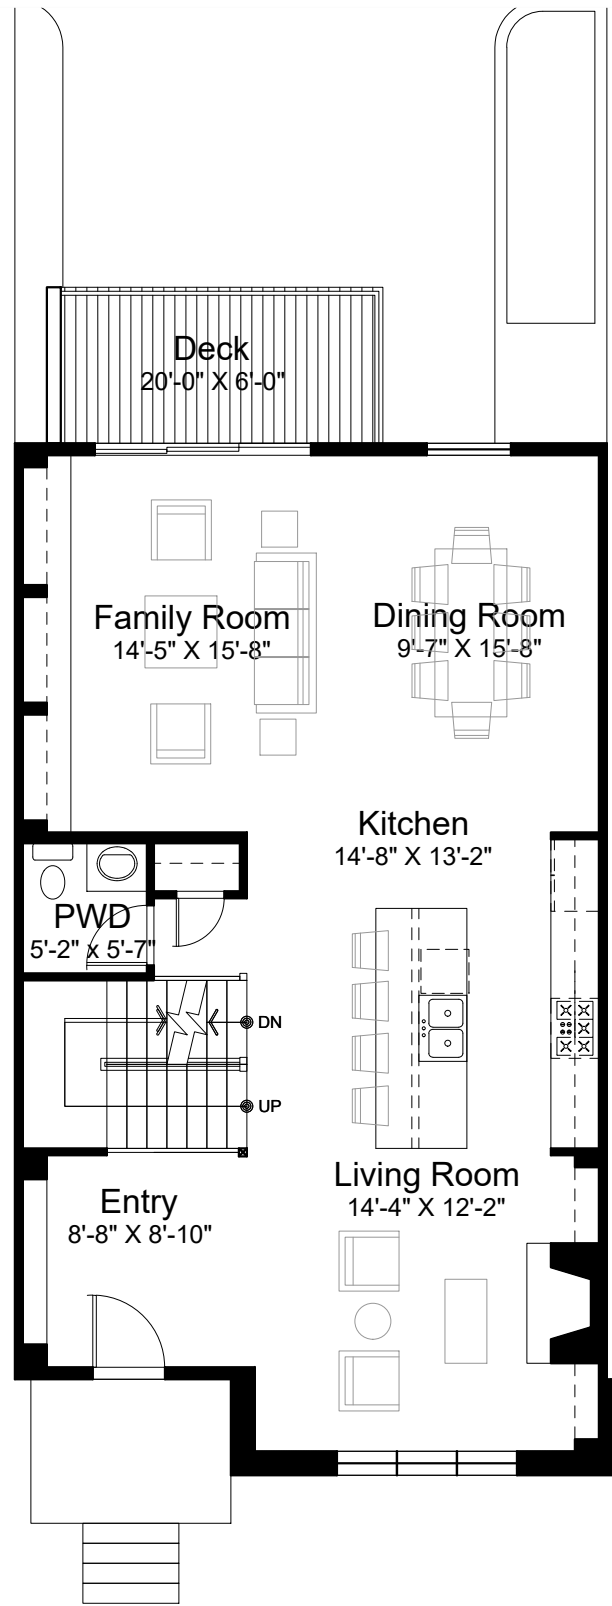 Deck
20'-0" X 6'-0"
Family Room
14'-5" X 15'-8"
Dining Room
9'-7" X 15'-8"
Kitchen
14'-8" X 13'-2"
PWD
5'-2" x 5'-7"
DN
UP
Living Room
14'-4" X 12'-2"
Entry
8'-8" X 8'-10"